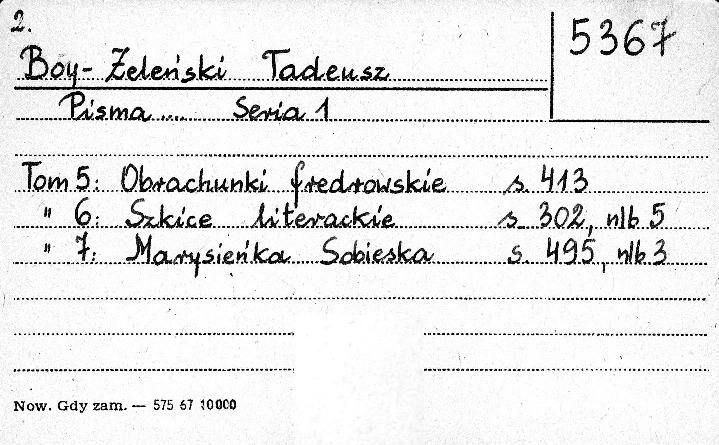 2.
5367
Boy-Żeleński Tadeusz
Pisma .... Seria 1
Tom 5: Obrachunki fredrowskie s. 413
" 6: Szkice literackie s. 302, nlb 5
" 7: Marysieńka Sobieska s. 495, nlb 3
Now. Gdy zam. — 575 67 10000